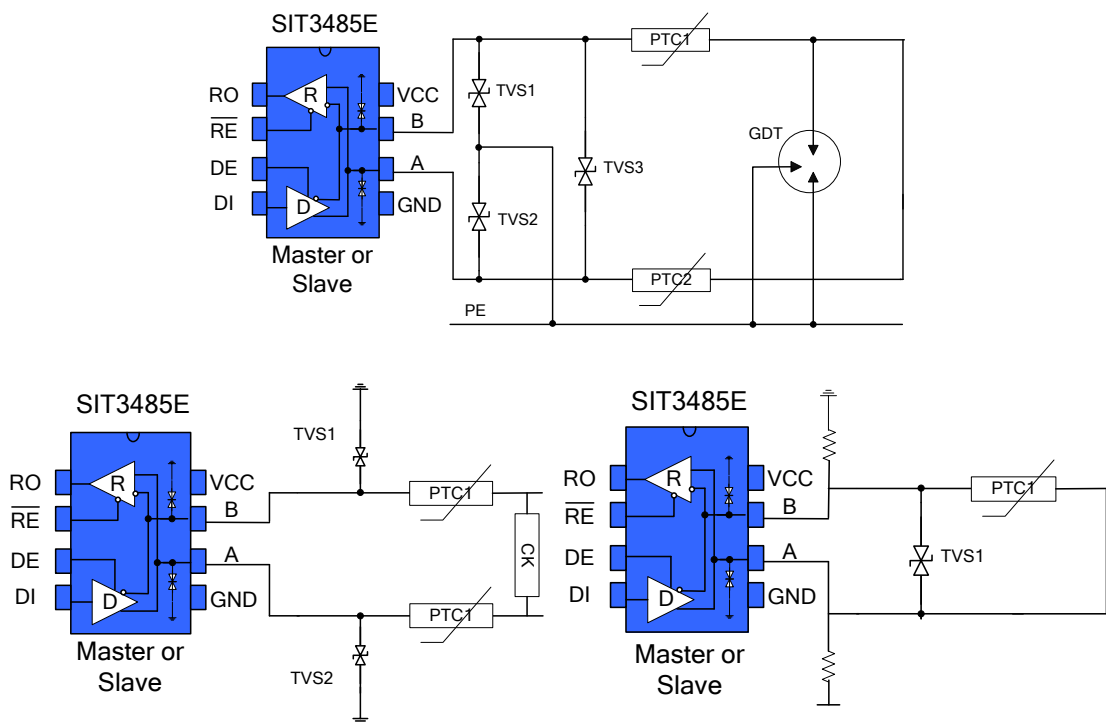 SIT3485E
RO
R
VCC
RE
B
DE
A
DI
D
GND
Master or
Slave
TVS1
TVS2
TVS3
PTC1
PTC2
GDT
PE
SIT3485E
RO
R
VCC
RE
B
DE
A
DI
D
GND
Master or
Slave
TVS1
PTC1
CK
PTC1
TVS2
SIT3485E
RO
R
VCC
RE
B
DE
A
DI
D
GND
Master or
Slave
PTC1
TVS1